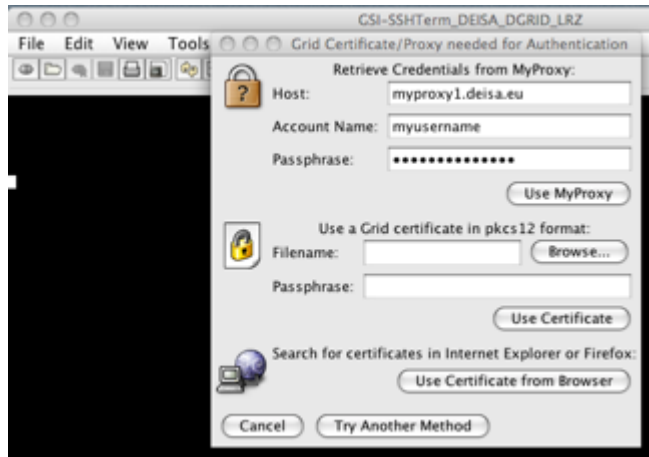 GSI-SSHTerm_DEISA_DGRID_LRZ
File Edit View Tools
Grid Certificate/Proxy needed for Authentication
Retrieve Credentials from MyProxy:
Host: myproxy1.deisa.eu
Account Name: myusername
Passphrase: ••••••••••••••
Use MyProxy
Use a Grid certificate in pkcs12 format:
Filename: Browse...
Passphrase:
Use Certificate
Search for certificates in Internet Explorer or Firefox:
Use Certificate from Browser
Cancel Try Another Method